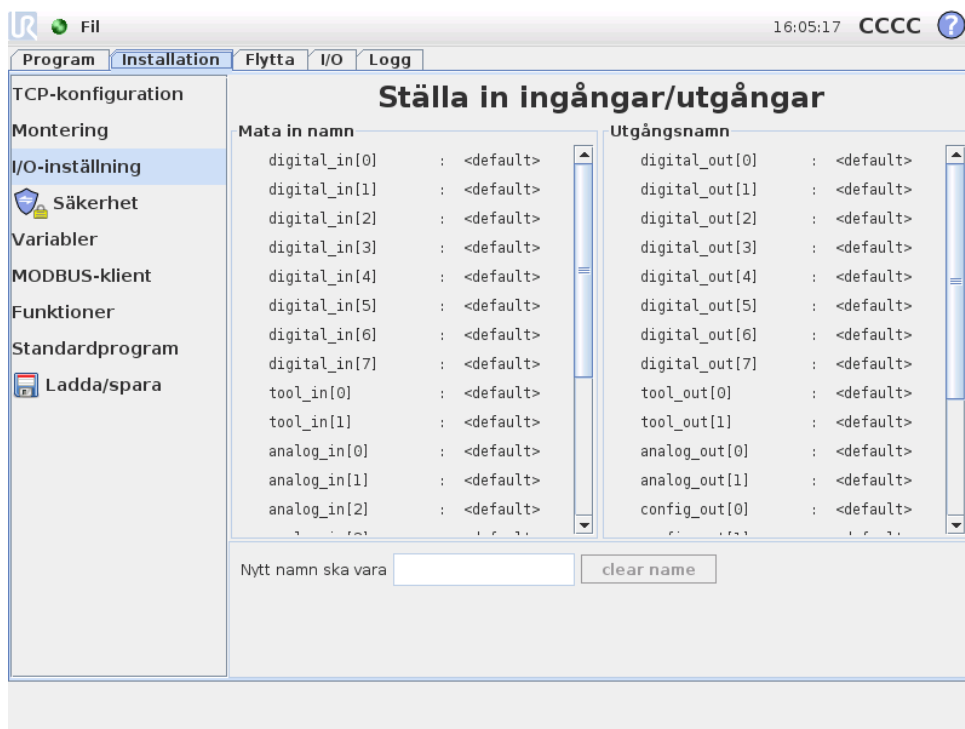 UR Fil 16:05:17 CCCC ?
Program Installation Flytta I/O Logg
TCP-konfiguration
Montering
I/O-inställning
Säkerhet
Variabler
MODBUS-klient
Funktioner
Standardprogram
Ladda/spara
Ställa in ingångar/utgångar
Mata in namn
digital_in[0] : <default>
digital_in[1] : <default>
digital_in[2] : <default>
digital_in[3] : <default>
digital_in[4] : <default>
digital_in[5] : <default>
digital_in[6] : <default>
digital_in[7] : <default>
tool_in[0] : <default>
tool_in[1] : <default>
analog_in[0] : <default>
analog_in[1] : <default>
analog_in[2] : <default>
Utgångsnamn
digital_out[0] : <default>
digital_out[1] : <default>
digital_out[2] : <default>
digital_out[3] : <default>
digital_out[4] : <default>
digital_out[5] : <default>
digital_out[6] : <default>
digital_out[7] : <default>
tool_out[0] : <default>
tool_out[1] : <default>
analog_out[0] : <default>
analog_out[1] : <default>
config_out[0] : <default>
Nytt namn ska vara clear name